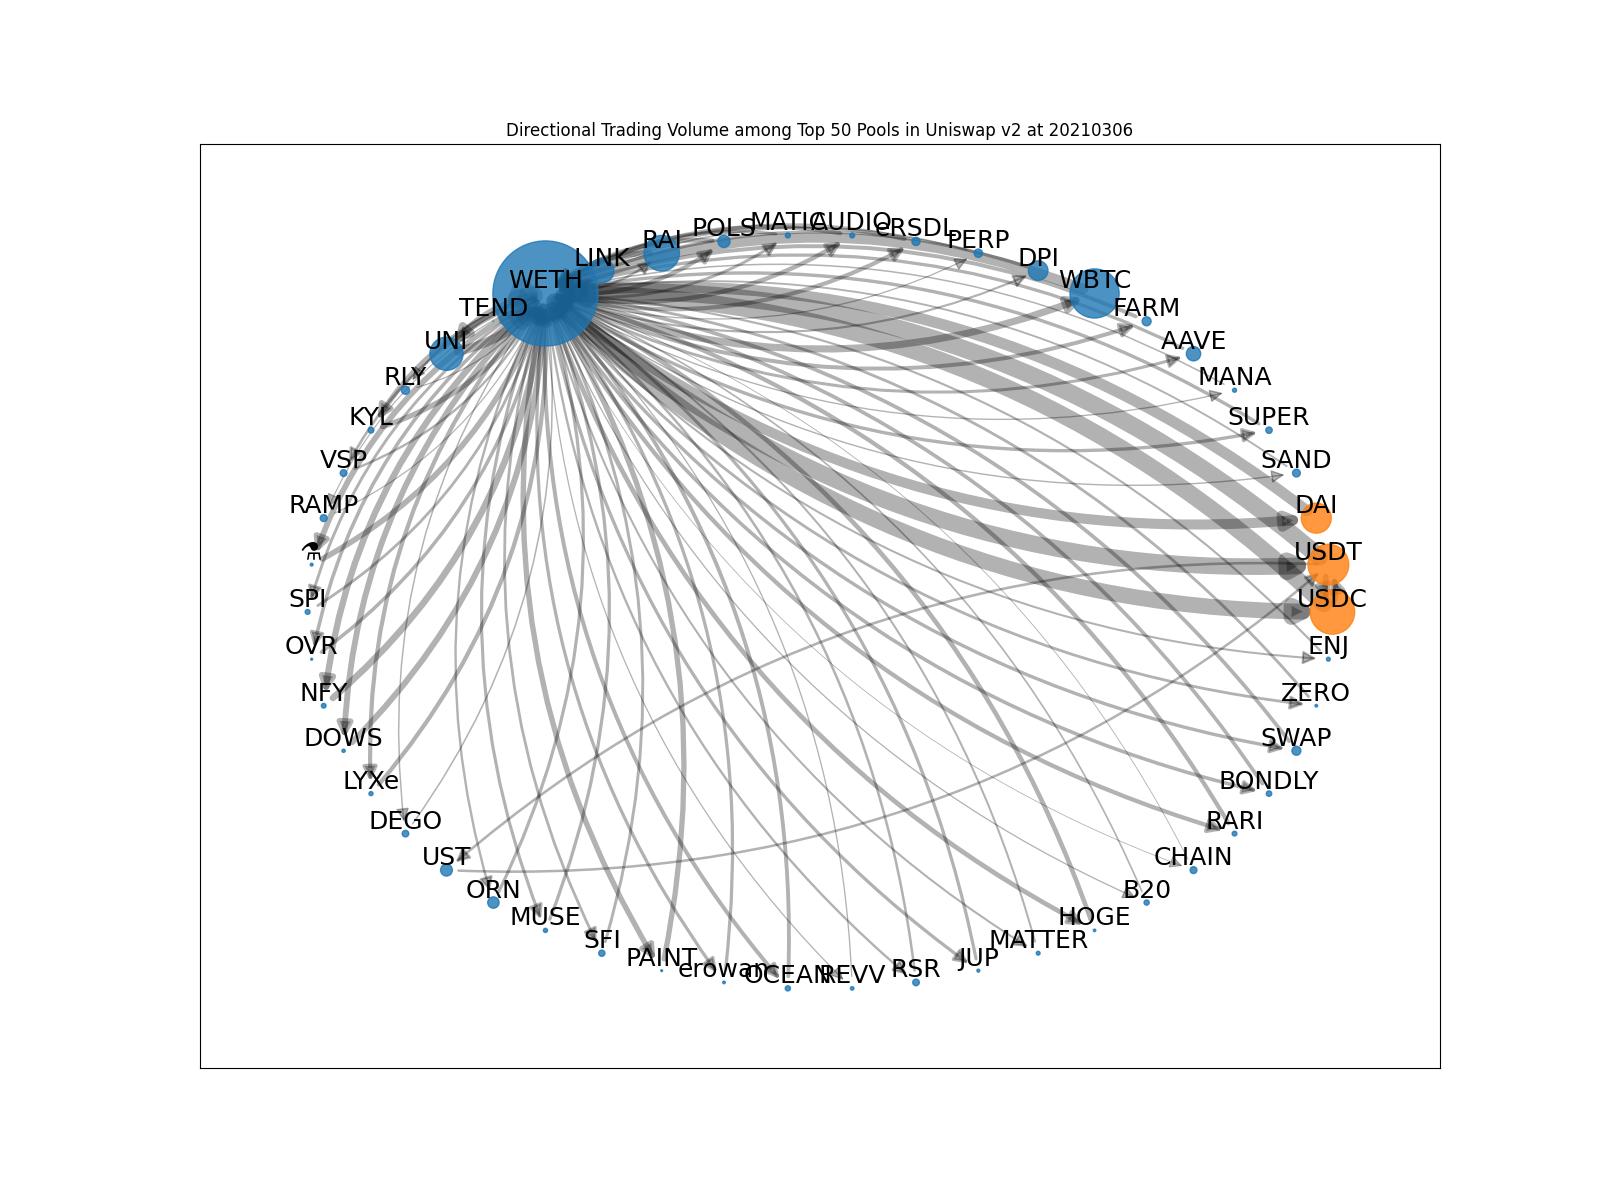 Directional Trading Volume among Top 50 Pools in Uniswap v2 at 20210306
MATIC
AUDIO
POLS
cRSDL
RAI
PERP
LINK
DPI
WETH
WBTC
TEND
FARM
UNI
AAVE
RLY
MANA
KYL
SUPER
VSP
SAND
RAMP
DAI
⚗
USDT
SPI
USDC
OVR
ENJ
NFY
ZERO
DOWS
SWAP
LYXe
BONDLY
DEGO
RARI
UST
CHAIN
ORN
B20
MUSE
HOGE
SFI
MATTER
PAINT
JUP
erowan
RSR
OCEAN
REVV